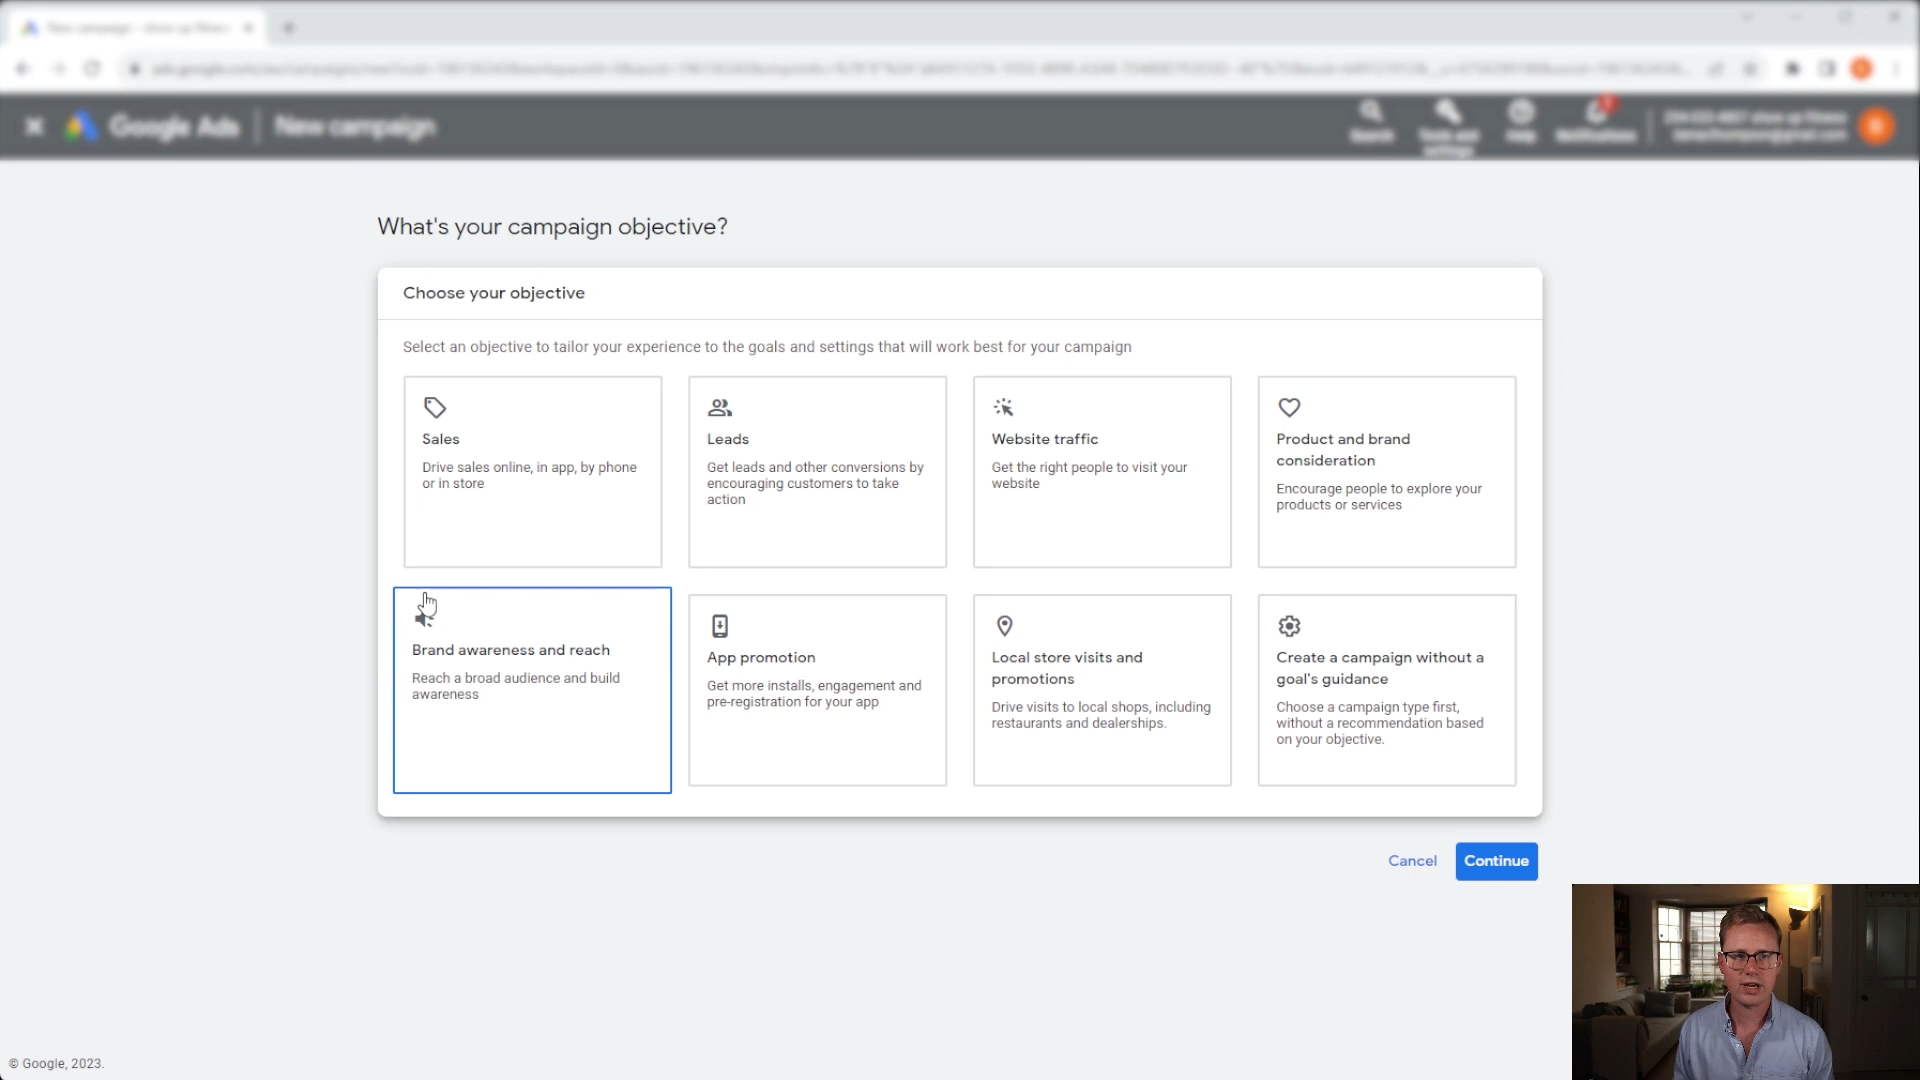 Google Ads
New campaign
Search
Tools and
settings
Help
Notifications
What's your campaign objective?
Choose your objective
Select an objective to tailor your experience to the goals and settings that will work best for your campaign
Sales
Drive sales online, in app, by phone
or in store
Leads
Get leads and other conversions by
encouraging customers to take
action
Website traffic
Get the right people to visit your
website
Product and brand
consideration
Encourage people to explore your
products or services
Brand awareness and reach
Reach a broad audience and build
awareness
App promotion
Get more installs, engagement and
pre-registration for your app
Local store visits and
promotions
Drive visits to local shops, including
restaurants and dealerships.
Create a campaign without a
goal's guidance
Choose a campaign type first,
without a recommendation based
on your objective.
Cancel
Continue
© Google, 2023.